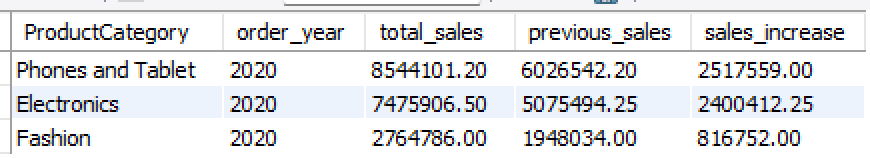 ProductCategory order_year total_sales previous_sales sales_increase
Phones and Tablet 2020 8544101.20 6026542.20 2517559.00
Electronics 2020 7475906.50 5075494.25 2400412.25
Fashion 2020 2764786.00 1948034.00 816752.00